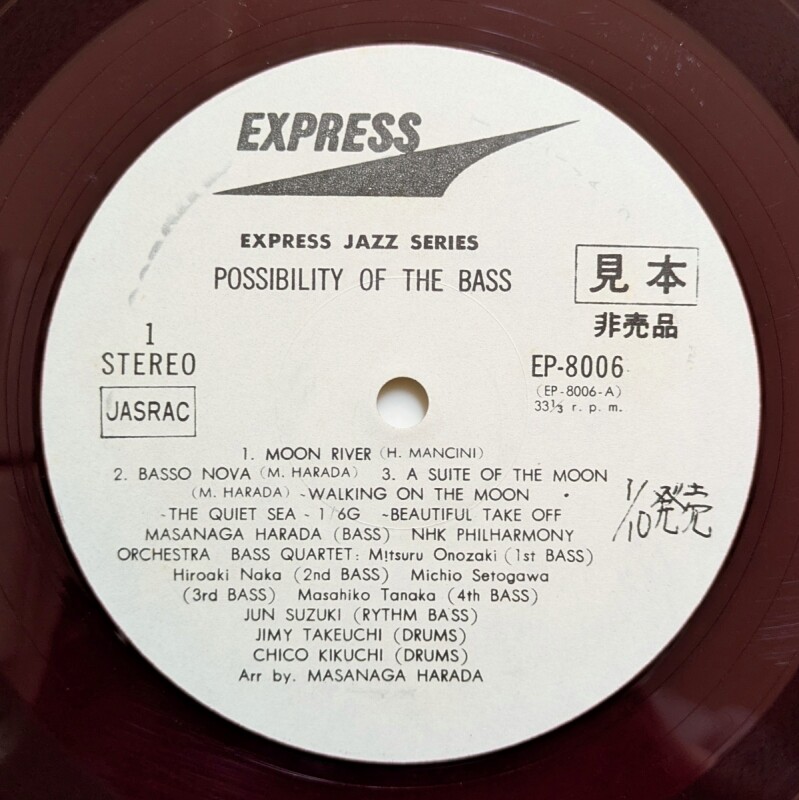 EXPRESS
EXPRESS JAZZ SERIES
POSSIBILITY OF THE BASS
見本
非売品
1
STEREO
JASRAC
EP-8006
(EP-8006-A)
33⅓ r. p. m.
1. MOON RIVER (H. MANCINI)
2. BASSO NOVA (M. HARADA) 3. A SUITE OF THE MOON
(M. HARADA) ~WALKING ON THE MOON
~THE QUIET SEA ~ 1/6G ~BEAUTIFUL TAKE OFF
MASANAGA HARADA (BASS) NHK PHILHARMONY
ORCHESTRA BASS QUARTET: Mitsuru Onozaki (1st BASS)
Hiroaki Naka (2nd BASS) Michio Setogawa
(3rd BASS) Masahiko Tanaka (4th BASS)
JUN SUZUKI (RYTHM BASS)
JIMY TAKEUCHI (DRUMS)
CHICO KIKUCHI (DRUMS)
Arr by. MASANAGA HARADA
1/10発売